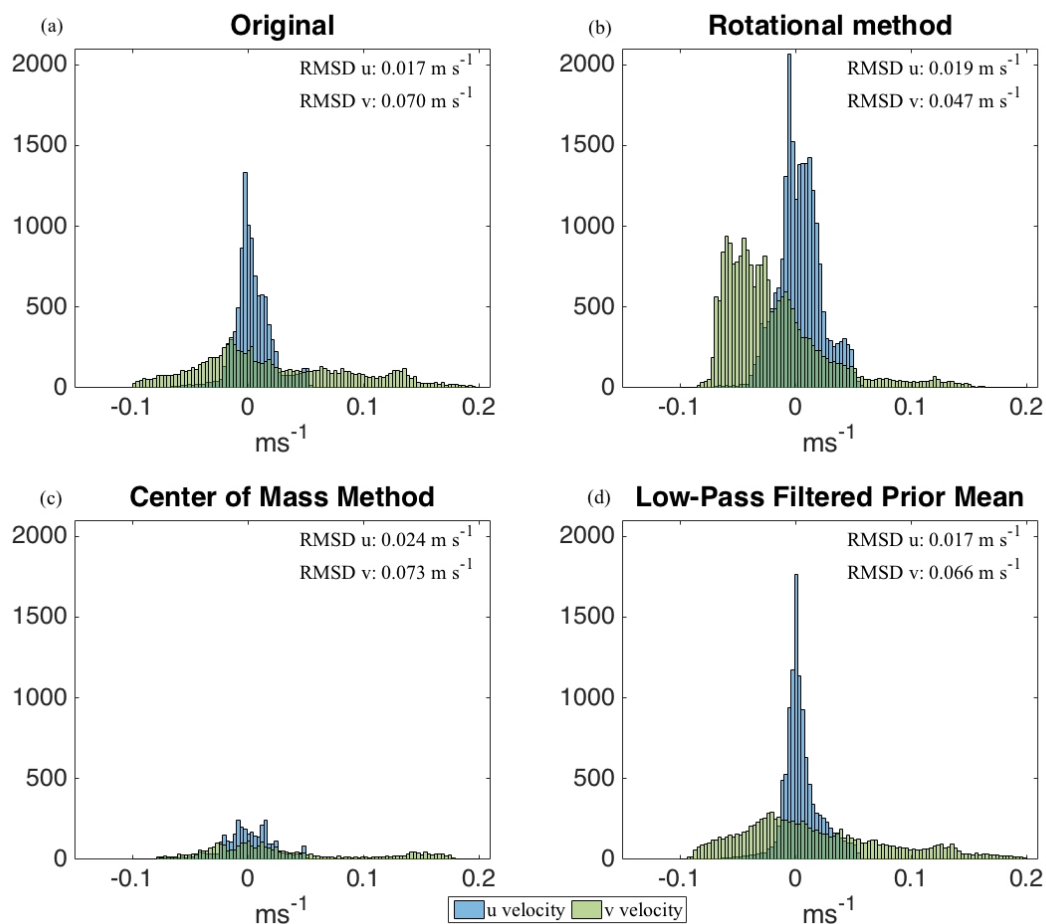 (a) Original
RMSD u: 0.017 m s⁻¹
RMSD v: 0.070 m s⁻¹
2000
1500
1000
500
0
-0.1 0 0.1 0.2
ms⁻¹
(b) Rotational method
RMSD u: 0.019 m s⁻¹
RMSD v: 0.047 m s⁻¹
2000
1500
1000
500
0
-0.1 0 0.1 0.2
ms⁻¹
(c) Center of Mass Method
RMSD u: 0.024 m s⁻¹
RMSD v: 0.073 m s⁻¹
2000
1500
1000
500
0
-0.1 0 0.1 0.2
ms⁻¹
(d) Low-Pass Filtered Prior Mean
RMSD u: 0.017 m s⁻¹
RMSD v: 0.066 m s⁻¹
2000
1500
1000
500
0
-0.1 0 0.1 0.2
ms⁻¹
u velocity v velocity